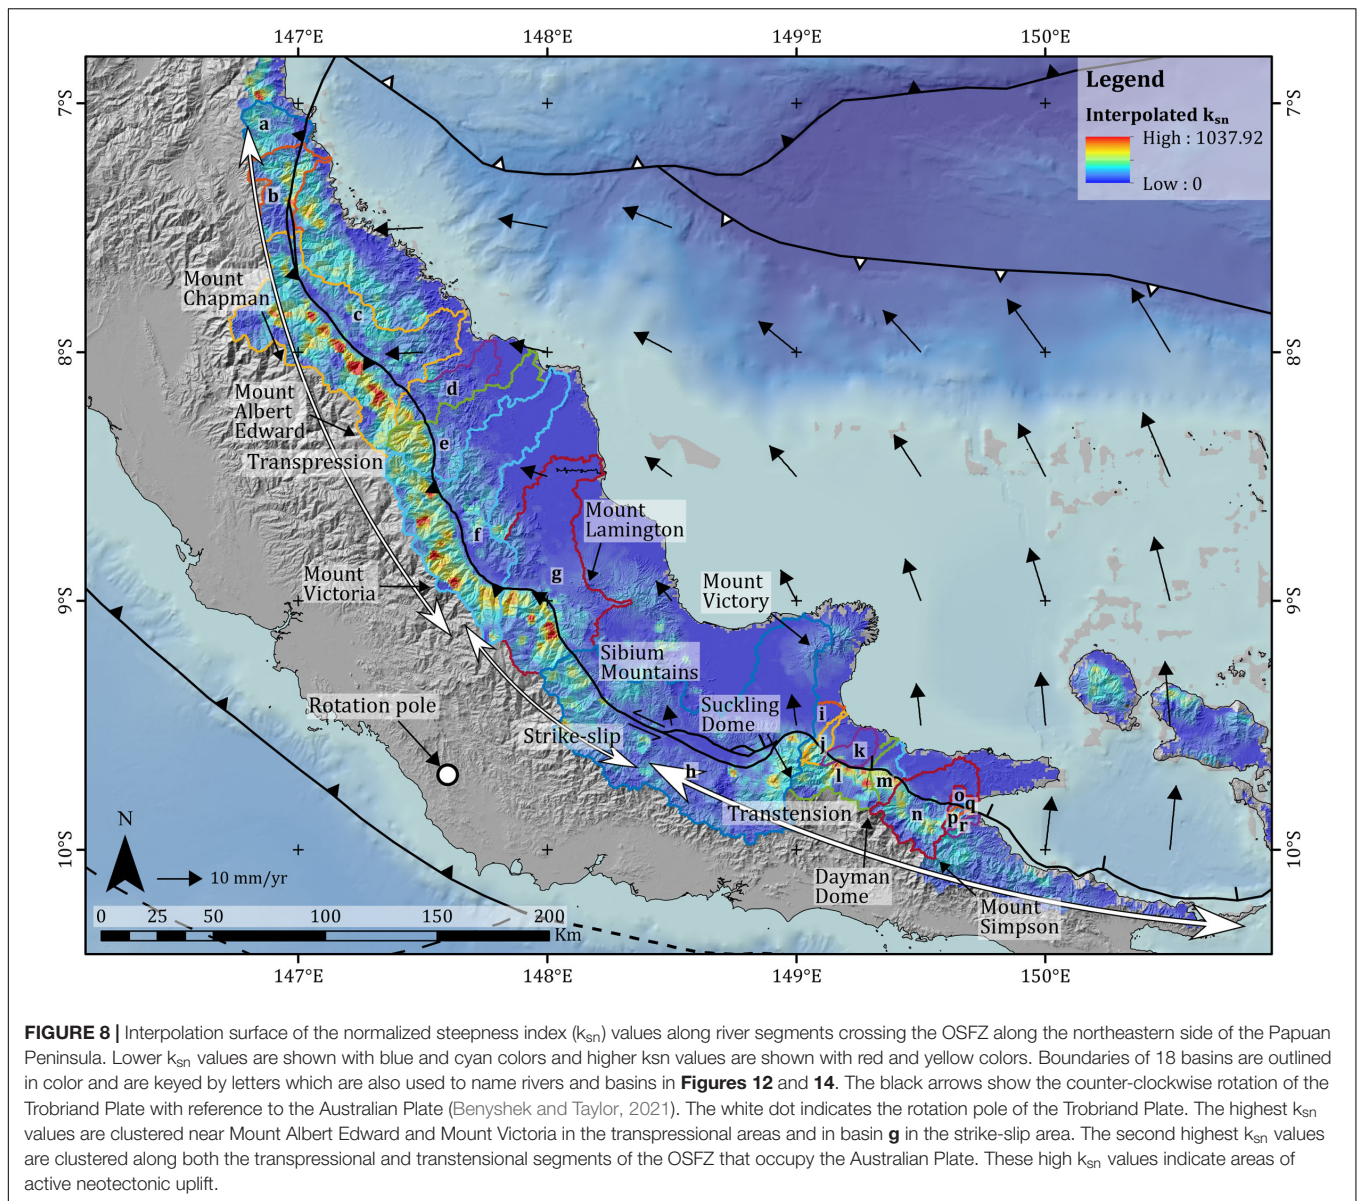 147°E 148°E 149°E 150°E
Legend
Interpolated ksn
High : 1037.92
Low : 0
7°S 7°S
a
b
Mount
Chapman
c
8°S 8°S
d
Mount
Albert
Edward
e
Transpression
Mount
Lamington
f
g
Mount
Victoria
Mount
Victory
9°S 9°S
Sibium
Mountains
Suckling
Dome
Rotation pole
i
Strike-slip
j
k
h
l
m
o
q
n
p
r
Transtension
N
10 mm/yr
10°S 10°S
Dayman
Dome
Mount
Simpson
0 25 50 100 150 200
Km
147°E 148°E 149°E 150°E
FIGURE 8 | Interpolation surface of the normalized steepness index (ksn) values along river segments crossing the OSFZ along the northeastern side of the Papuan
Peninsula. Lower ksn values are shown with blue and cyan colors and higher ksn values are shown with red and yellow colors. Boundaries of 18 basins are outlined
in color and are keyed by letters which are also used to name rivers and basins in Figures 12 and 14. The black arrows show the counter-clockwise rotation of the
Trobriand Plate with reference to the Australian Plate (Benyshek and Taylor, 2021). The white dot indicates the rotation pole of the Trobriand Plate. The highest ksn
values are clustered near Mount Albert Edward and Mount Victoria in the transpressional areas and in basin g in the strike-slip area. The second highest ksn values
are clustered along both the transpressional and transtensional segments of the OSFZ that occupy the Australian Plate. These high ksn values indicate areas of
active neotectonic uplift.